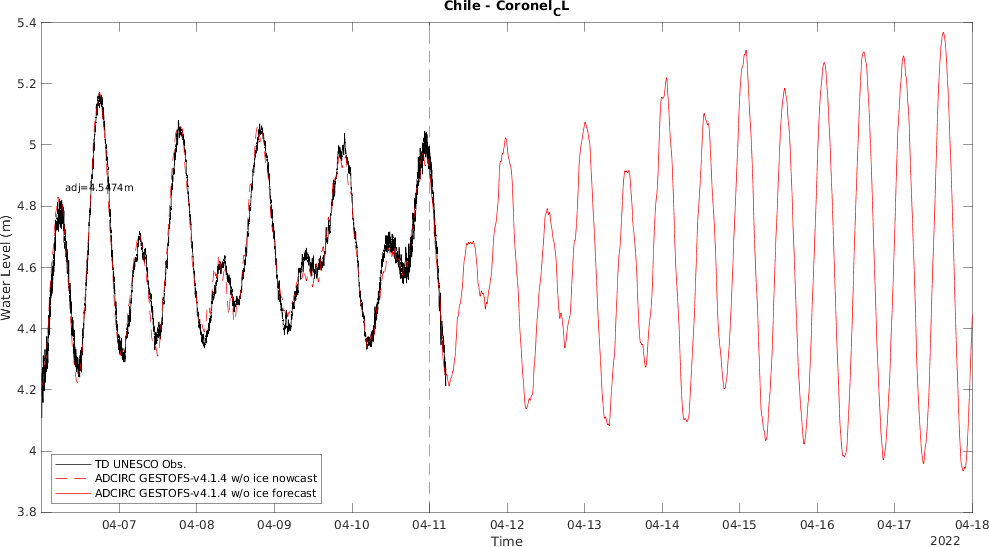 Chile - Coronel_CL
5.4
5.2
5
4.8
4.6
4.4
4.2
4
3.8
Water Level (m)
adj=4.5474m
TD UNESCO Obs.
ADCIRC GESTOFS-v4.1.4 w/o ice nowcast
ADCIRC GESTOFS-v4.1.4 w/o ice forecast
04-07 04-08 04-09 04-10 04-11 04-12 04-13 04-14 04-15 04-16 04-17 04-18
Time
2022